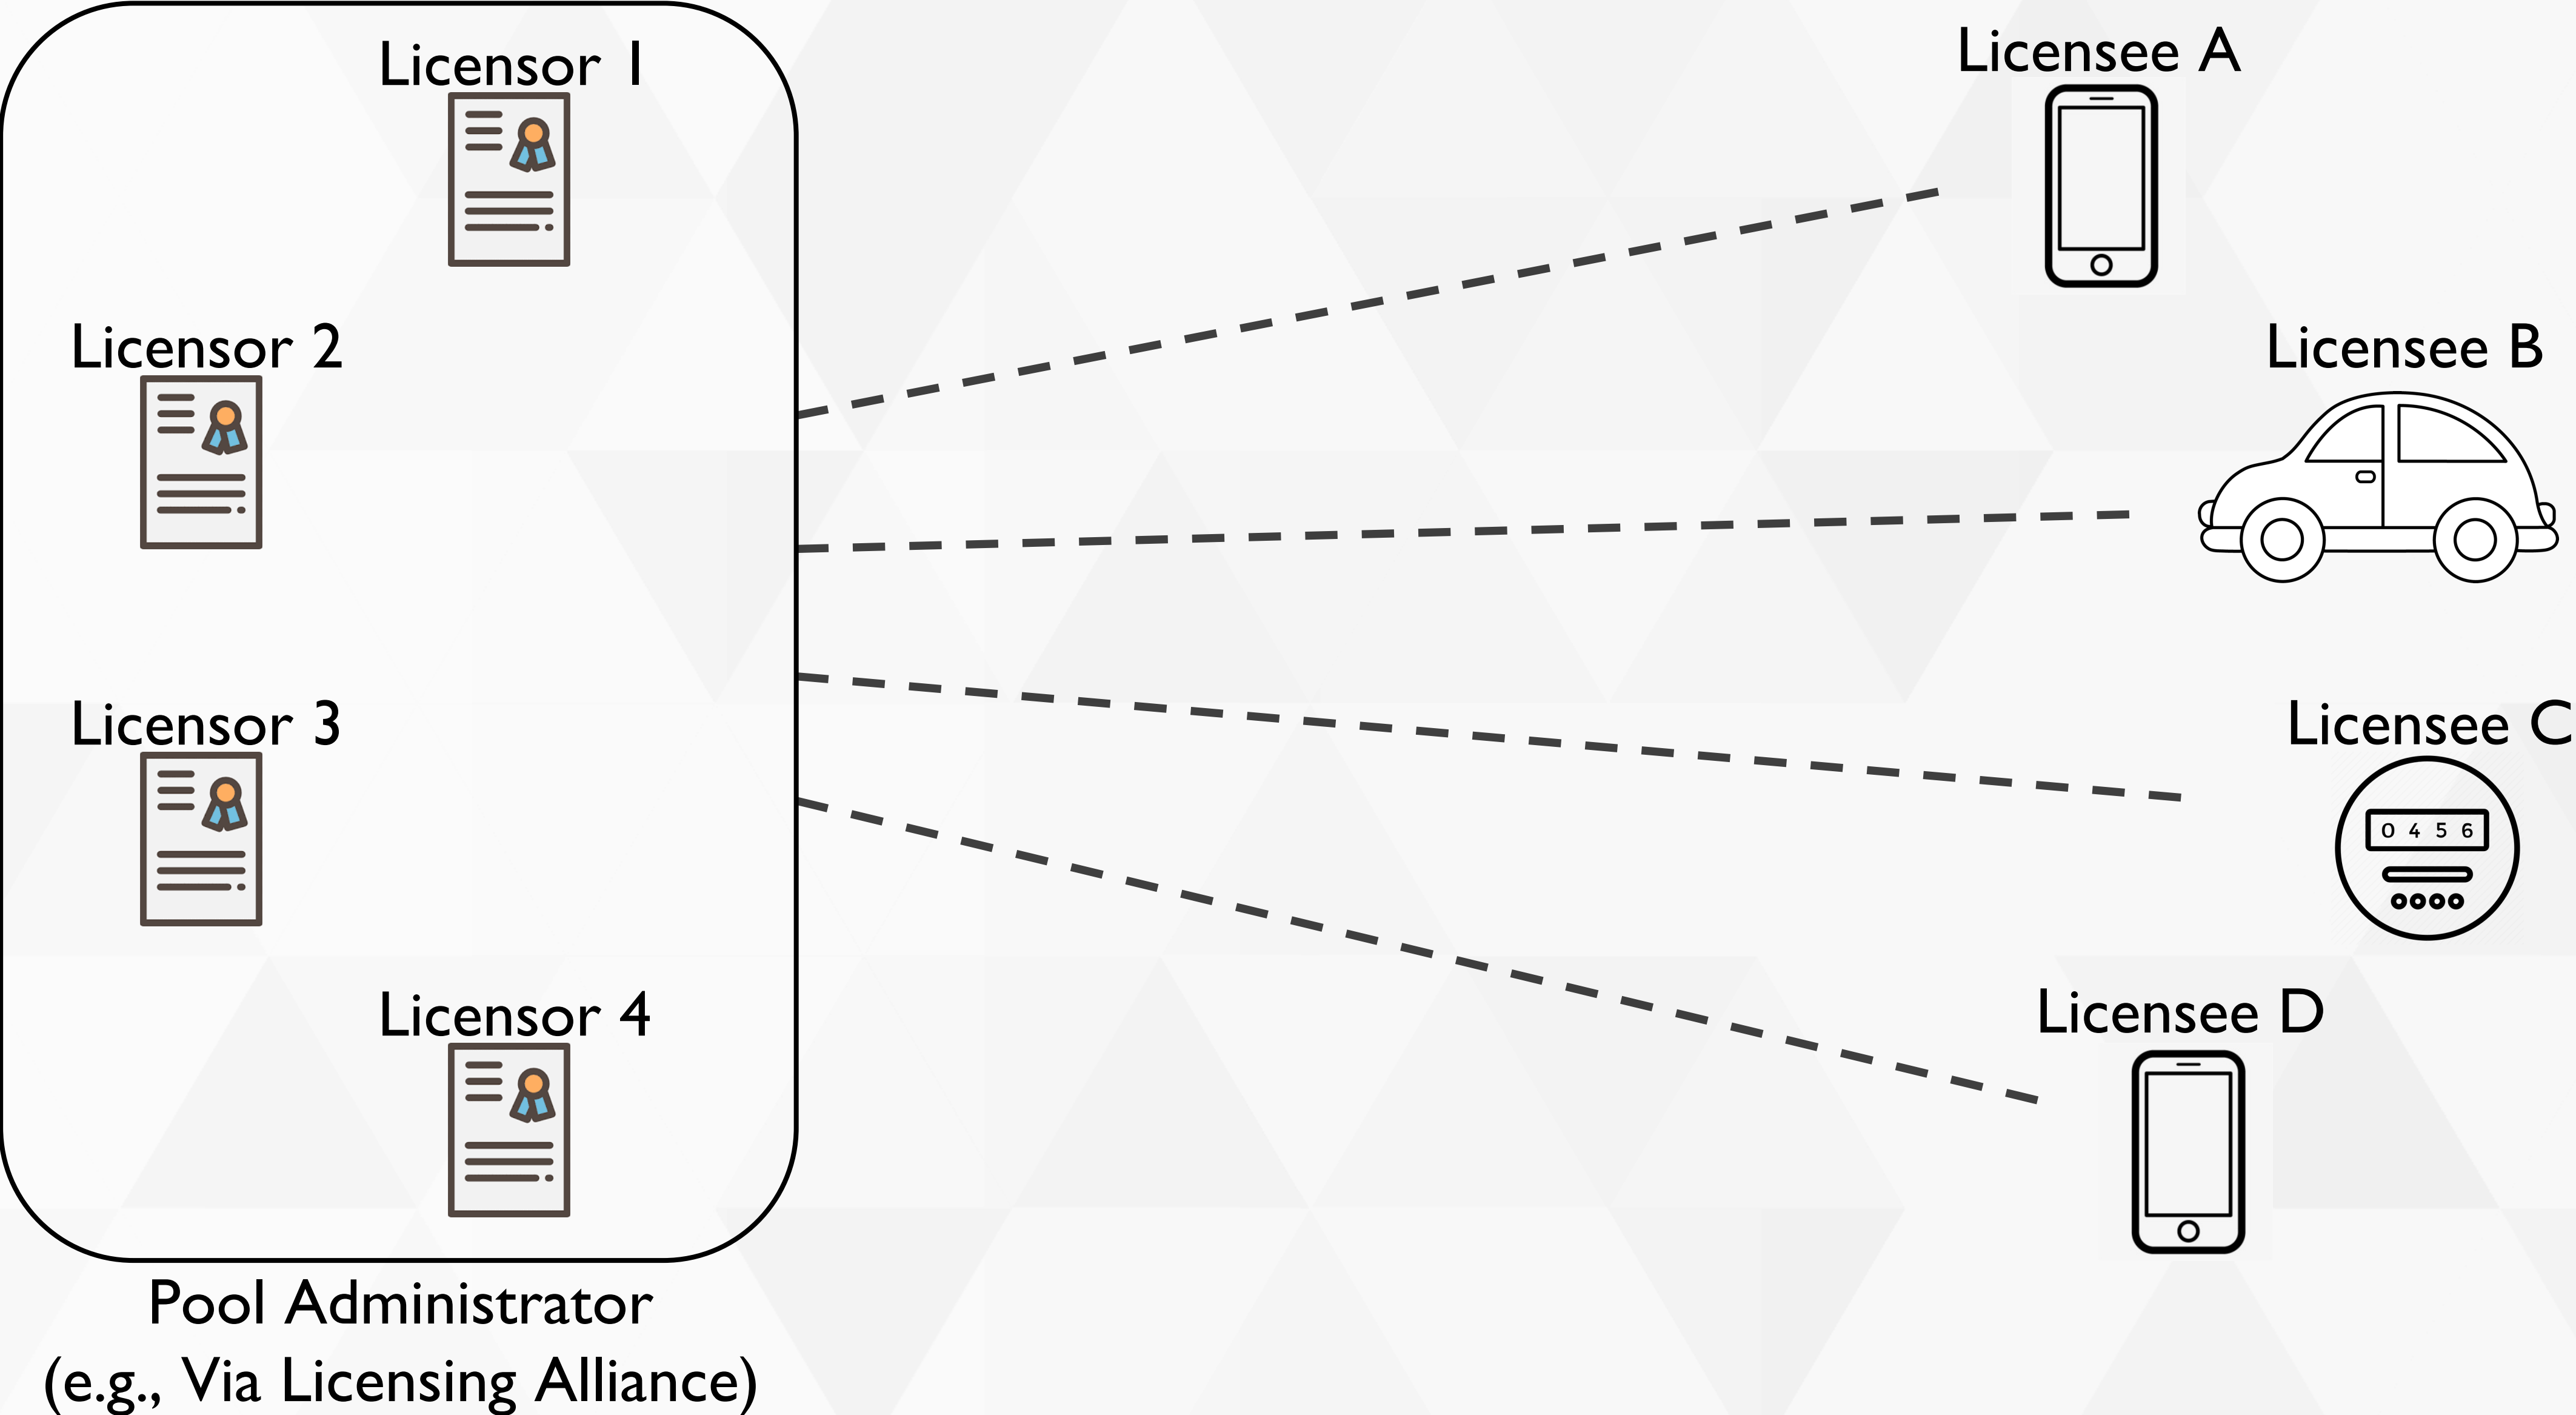 Licensor 1
Licensor 2
Licensor 3
Licensor 4
Pool Administrator
(e.g., Via Licensing Alliance)
Licensee A
Licensee B
Licensee C
0 4 5 6
Licensee D